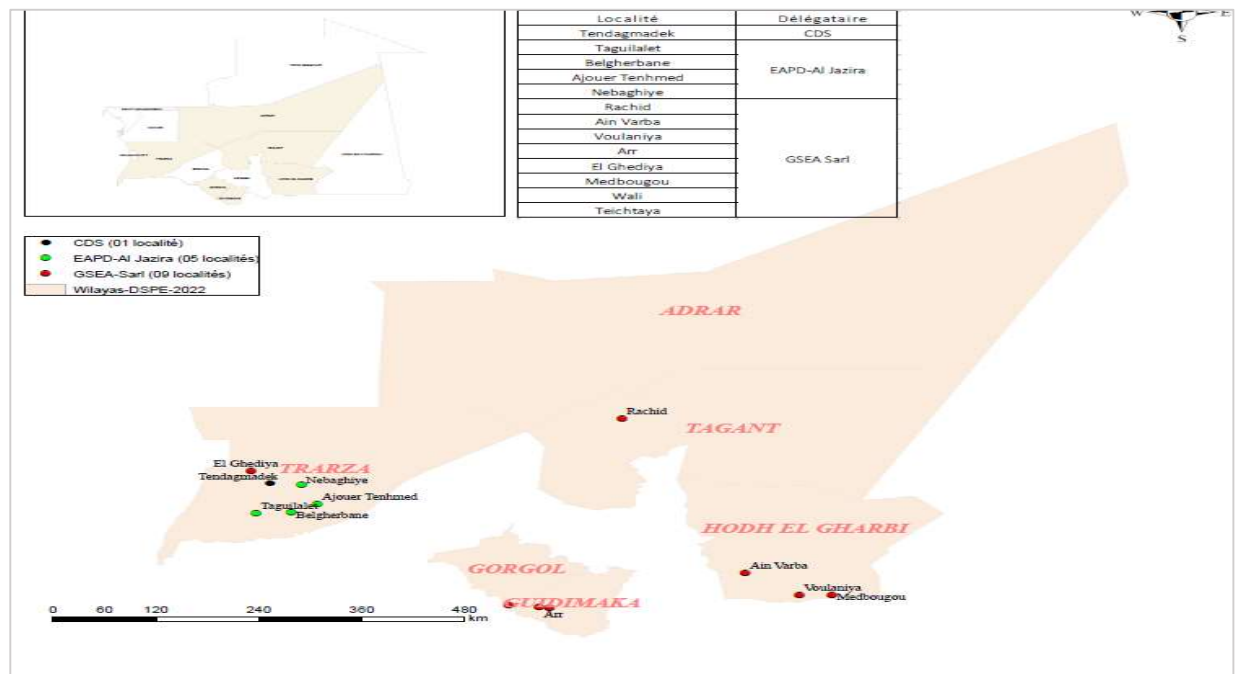 W E
S
Localité Délégataire
Tendagmadek CDS
Taguilalet
Belgherbane
EAPD-Al Jazira
Ajouer Tenhmed
Nebaghiye
Rachid
Ain Varba
Voulaniya
Arr
GSEA Sarl
El Ghediya
Medbougou
Wali
Teichtaya
CDS (01 localité)
EAPD-Al Jazira (05 localités)
GSEA-Sarl (09 localités)
Wilayas-DSPE-2022
ADRAR
Rachid
TAGANT
El Ghediya
TRARZA
Tendagmadek
Nebaghiye
Ajouer Tenhmed
Taguilalet
Belgherbane
HODH EL GHARBI
Ain Varba
GORGOL
Voulaniya
Medbougou
GUIDIMAKA
Arr
0 60 120 240 360 480
km